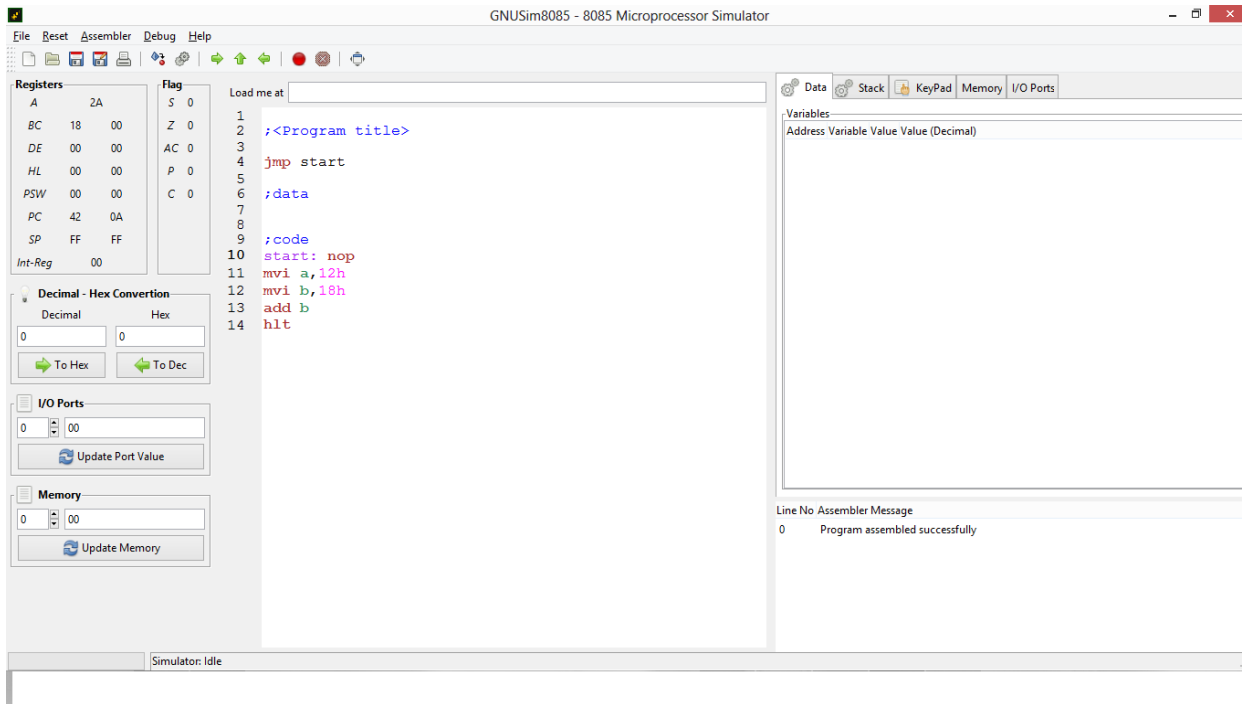 GNUSim8085 - 8085 Microprocessor Simulator
File Reset Assembler Debug Help
Registers
A 2A
BC 18 00
DE 00 00
HL 00 00
PSW 00 00
PC 42 0A
SP FF FF
Int-Reg 00
Flag
S 0
Z 0
AC 0
P 0
C 0
Decimal - Hex Convertion
Decimal Hex
0 0
To Hex To Dec
I/O Ports
0 00
Update Port Value
Memory
0 00
Update Memory
Load me at
1
2 ;<Program title>
3
4 jmp start
5
6 ;data
7
8
9 ;code
10 start: nop
11 mvi a,12h
12 mvi b,18h
13 add b
14 hlt
Data Stack KeyPad Memory I/O Ports
Variables
Address Variable Value Value (Decimal)
Line No Assembler Message
0 Program assembled successfully
Simulator: Idle